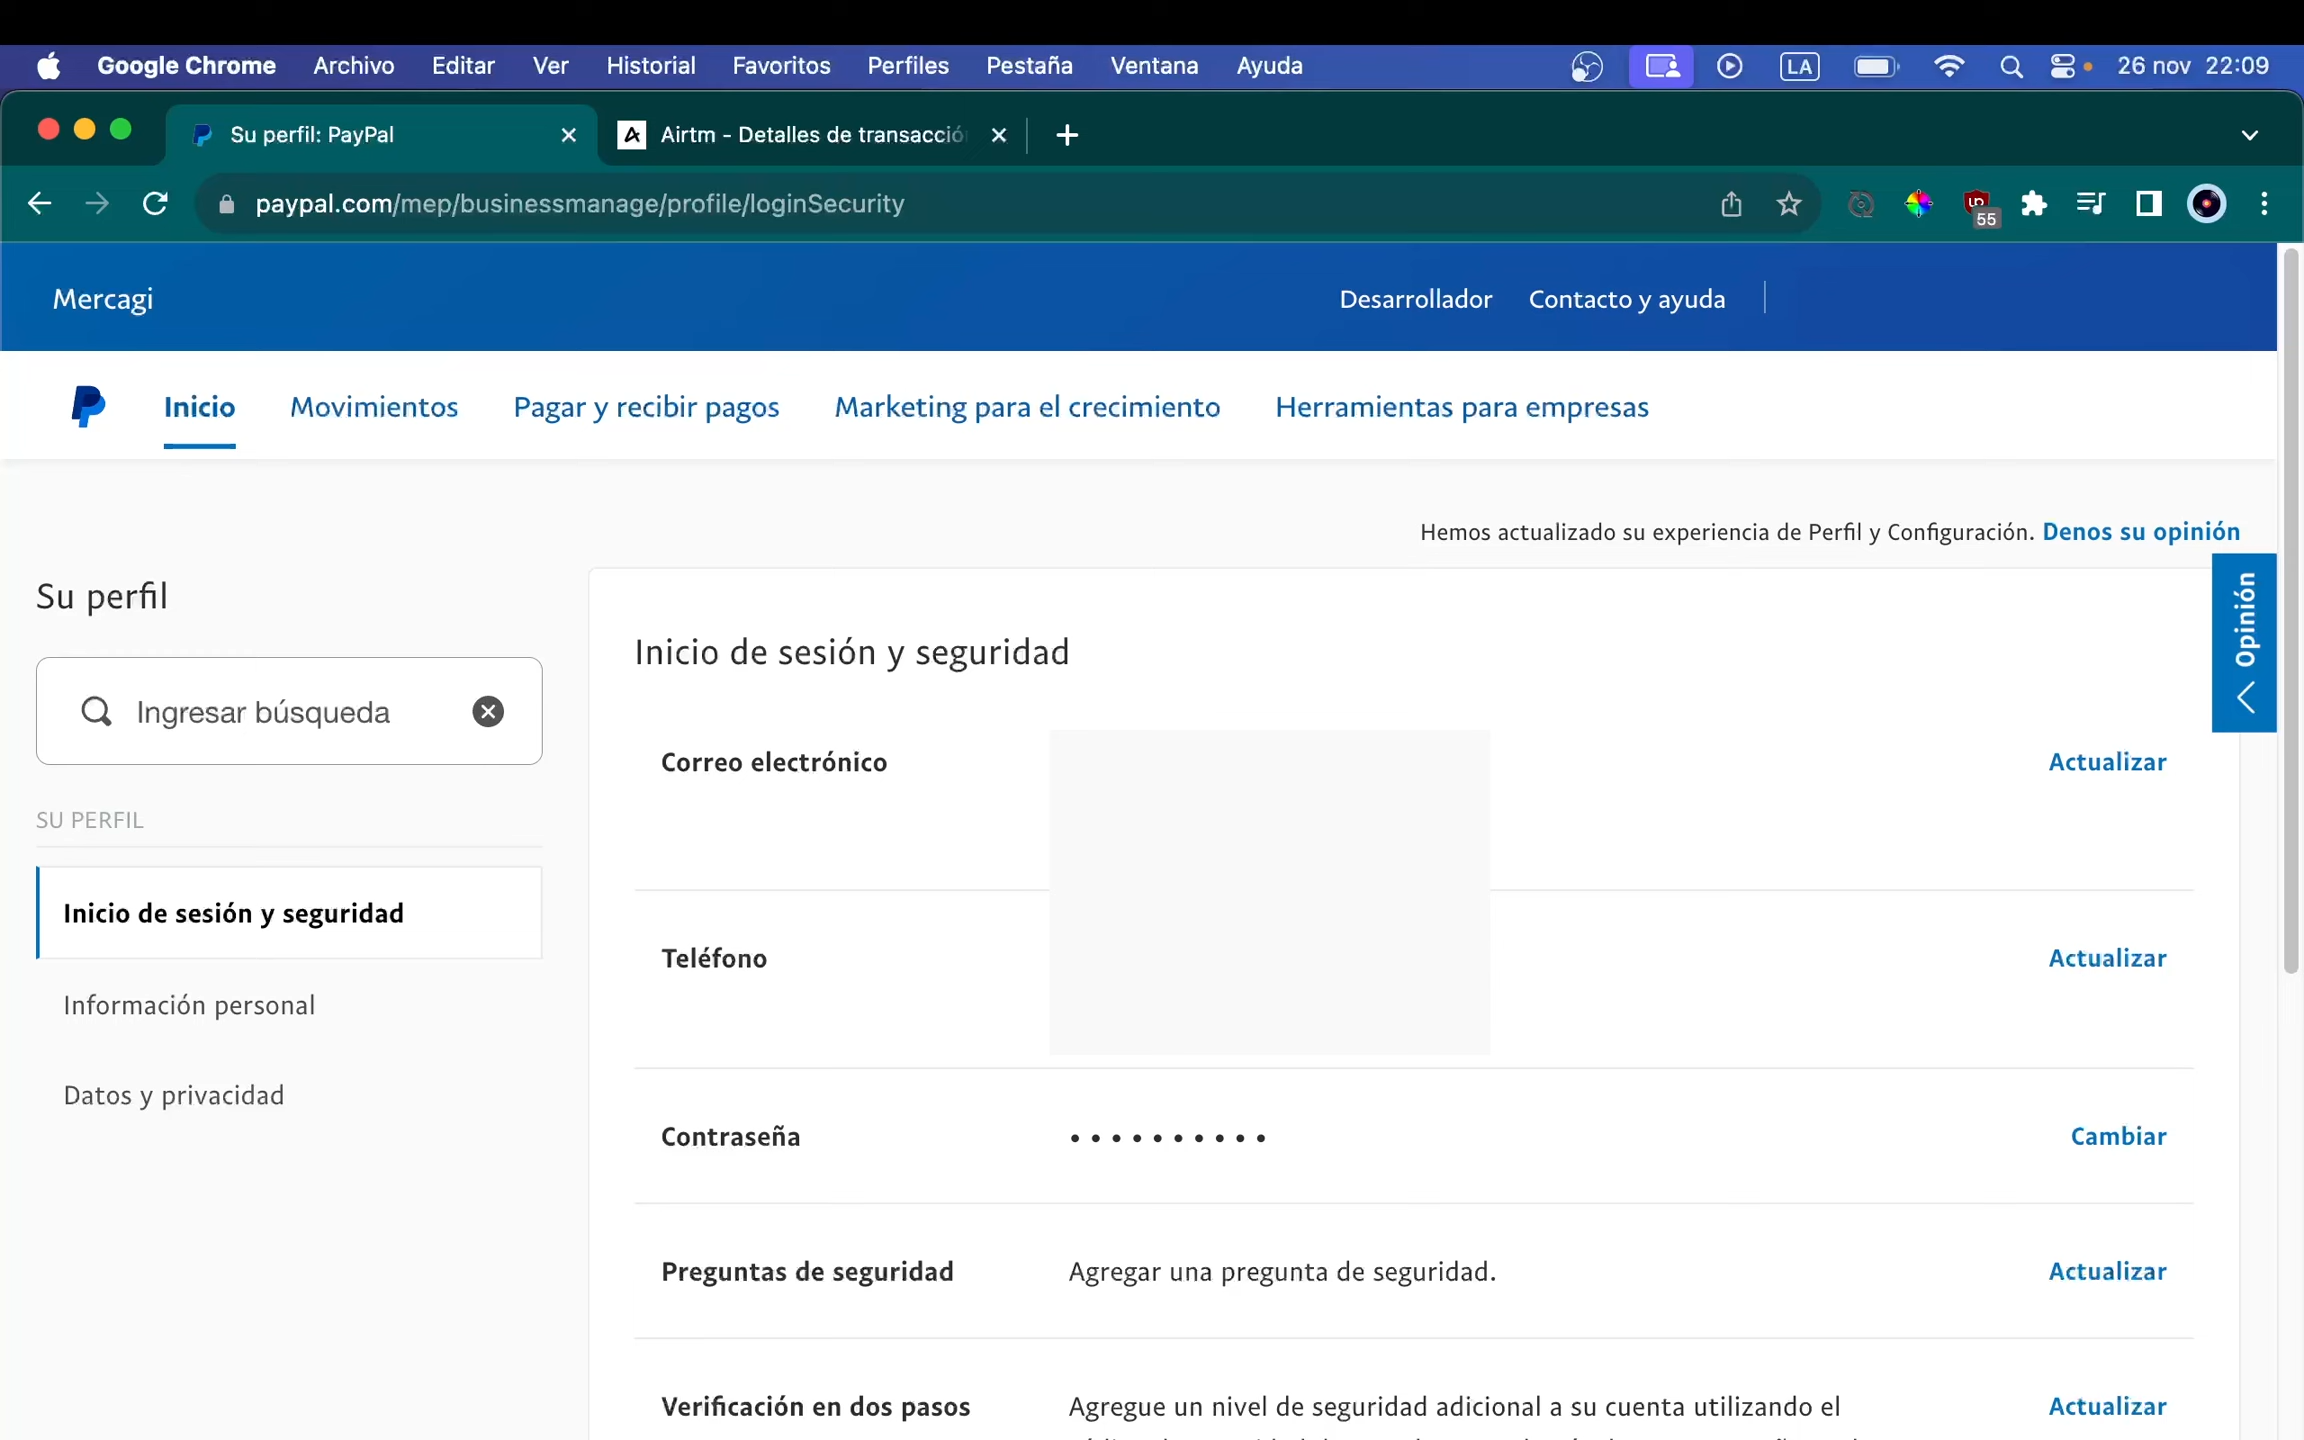 Google Chrome Archivo Editar Ver Historial Favoritos Perfiles Pestaña Ventana Ayuda LA 26 nov 22:09
Su perfil: PayPal Airtm - Detalles de transacció
paypal.com/mep/businessmanage/profile/loginSecurity 55
Mercagi Desarrollador Contacto y ayuda
Inicio Movimientos Pagar y recibir pagos Marketing para el crecimiento Herramientas para empresas
Hemos actualizado su experiencia de Perfil y Configuración. Denos su opinión
Opinión
Su perfil
Ingresar búsqueda
SU PERFIL
Inicio de sesión y seguridad
Información personal
Datos y privacidad
Inicio de sesión y seguridad
Correo electrónico Actualizar
Teléfono Actualizar
Contraseña •••••••••• Cambiar
Preguntas de seguridad Agregar una pregunta de seguridad. Actualizar
Verificación en dos pasos Agregue un nivel de seguridad adicional a su cuenta utilizando el Actualizar